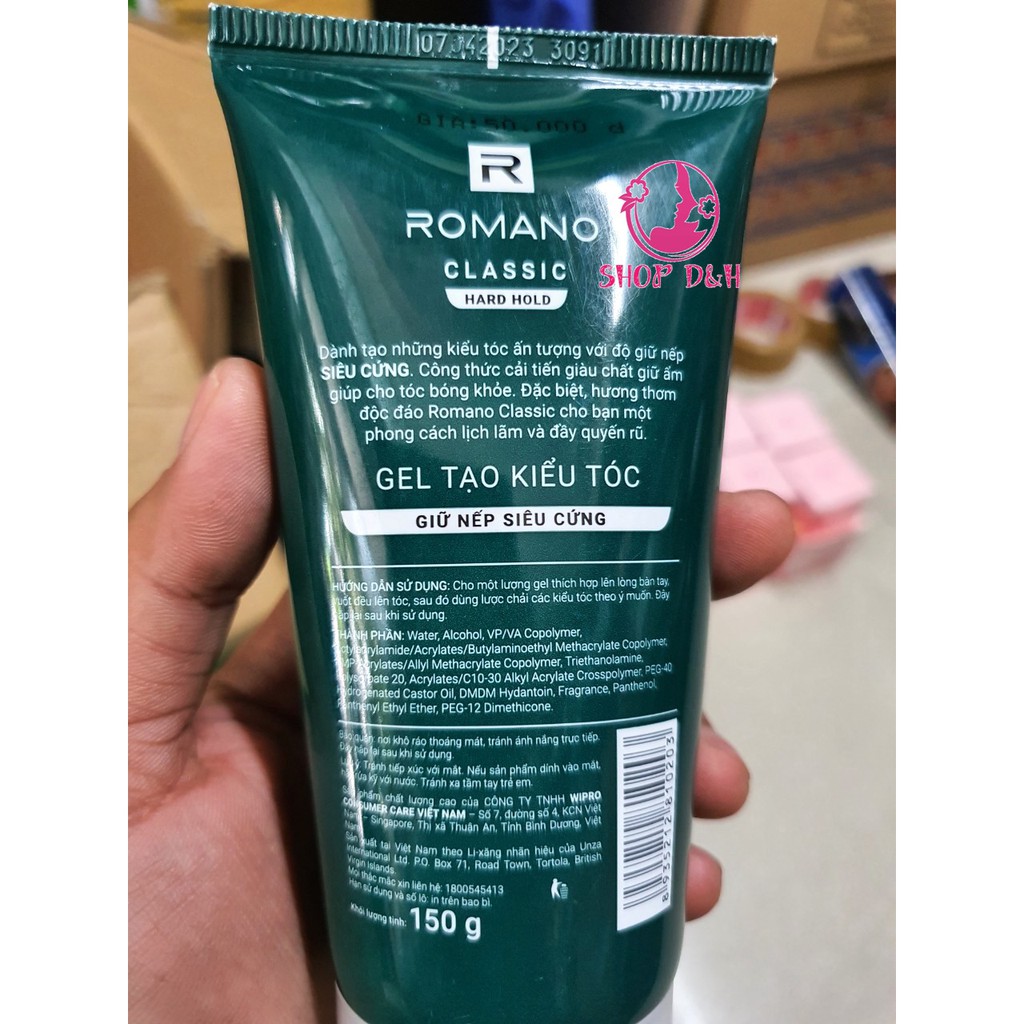 2023 3091
GIÁ:50.000 đ
R
ROMANO
CLASSIC
HARD HOLD
SHOP D&H
Dành tạo những kiểu tóc ấn tượng với độ giữ nếp
SIÊU CỨNG. Công thức cải tiến giàu chất giữ ẩm
giúp cho tóc bóng khỏe. Đặc biệt, hương thơm
độc đáo Romano Classic cho bạn một
phong cách lịch lãm và đầy quyến rũ.
GEL TẠO KIỂU TÓC
GIỮ NẾP SIÊU CỨNG
HƯỚNG DẪN SỬ DỤNG: Cho một lượng gel thích hợp lên lòng bàn tay,
vuốt đều lên tóc, sau đó dùng lược chải các kiểu tóc theo ý muốn. Đậy
nắp lại sau khi sử dụng.
THÀNH PHẦN: Water, Alcohol, VP/VA Copolymer,
Octylacrylamide/Acrylates/Butylaminoethyl Methacrylate Copolymer,
AMP-Acrylates/Allyl Methacrylate Copolymer, Triethanolamine,
Polysorbate 20, Acrylates/C10-30 Alkyl Acrylate Crosspolymer, PEG-40
Hydrogenated Castor Oil, DMDM Hydantoin, Fragrance, Panthenol,
Panthenyl Ethyl Ether, PEG-12 Dimethicone.
Bảo quản: nơi khô ráo thoáng mát, tránh ánh nắng trực tiếp.
Đậy nắp lại sau khi sử dụng.
Lưu ý: Tránh tiếp xúc với mắt. Nếu sản phẩm dính vào mắt,
rửa kỹ với nước. Tránh xa tầm tay trẻ em.
Sản phẩm chất lượng cao của CÔNG TY TNHH WIPRO
CONSUMER CARE VIỆT NAM – Số 7, đường số 4, KCN Việt
Nam – Singapore, Thị xã Thuận An, Tỉnh Bình Dương, Việt
Nam.
Sản xuất tại Việt Nam theo Li-xăng nhãn hiệu của Unza
International Ltd. P.O. Box 71, Road Town, Tortola, British
Virgin Islands.
Mọi thắc mắc xin liên hệ: 1800545413
Hạn sử dụng và số lô: in trên bao bì.
Khối lượng tịnh: 150 g
8 935212 810203